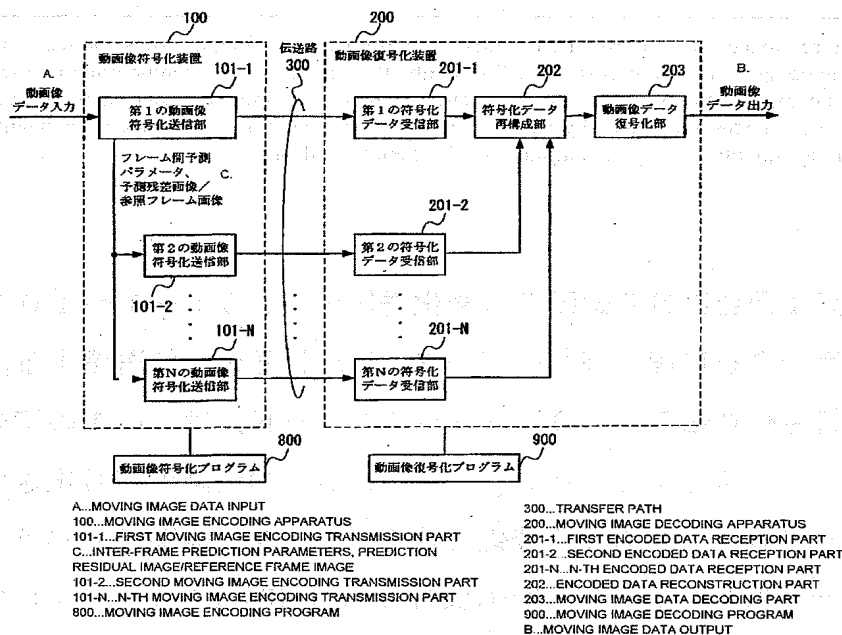 100
200
動画像符号化装置
伝送路
300
動画像復号化装置
A.
動画像
データ入力
101-1
第1の動画像
符号化送信部
201-1
第1の符号化
データ受信部
202
符号化データ
再構成部
203
動画像データ
復号化部
B.
動画像
データ出力
フレーム間予測
パラメータ、
予測残差画像/
参照フレーム画像
C.
第2の動画像
符号化送信部
101-2
201-2
第2の符号化
データ受信部
101-N
第Nの動画像
符号化送信部
201-N
第Nの符号化
データ受信部
800
動画像符号化プログラム
900
動画像復号化プログラム
A...MOVING IMAGE DATA INPUT
100...MOVING IMAGE ENCODING APPARATUS
101-1...FIRST MOVING IMAGE ENCODING TRANSMISSION PART
C...INTER-FRAME PREDICTION PARAMETERS, PREDICTION
RESIDUAL IMAGE/REFERENCE FRAME IMAGE
101-2...SECOND MOVING IMAGE ENCODING TRANSMISSION PART
101-N...N-TH MOVING IMAGE ENCODING TRANSMISSION PART
800...MOVING IMAGE ENCODING PROGRAM
300...TRANSFER PATH
200...MOVING IMAGE DECODING APPARATUS
201-1...FIRST ENCODED DATA RECEPTION PART
201-2...SECOND ENCODED DATA RECEPTION PART
201-N...N-TH ENCODED DATA RECEPTION PART
202...ENCODED DATA RECONSTRUCTION PART
203...MOVING IMAGE DATA DECODING PART
900...MOVING IMAGE DECODING PROGRAM
B...MOVING IMAGE DATA OUTPUT